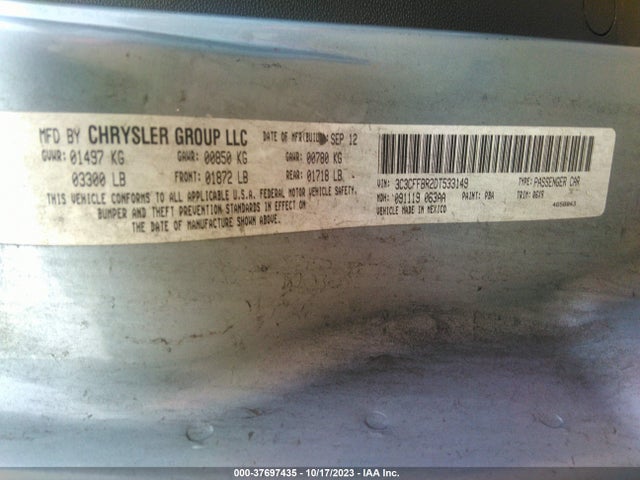 MFD BY CHRYSLER GROUP LLC DATE OF MFR(BUILD) SEP 12
GVWR: 01497 KG GAWR: 00850 KG GAWR: 00780 KG
03300 LB FRONT: 01872 LB REAR: 01718 LB
THIS VEHICLE CONFORMS TO ALL APPLICABLE U.S.A. FEDERAL MOTOR VEHICLE SAFETY,
BUMPER AND THEFT PREVENTION STANDARDS IN EFFECT ON
THE DATE OF MANUFACTURE SHOWN ABOVE.
VIN: 3C3CFFBR2DT533149 TYPE: PASSENGER CAR
MDH: 091119 063AA PAINT: PBA TRIM: 06X9
VEHICLE MADE IN MEXICO
000-37697435 - 10/17/2023 - IAA Inc.